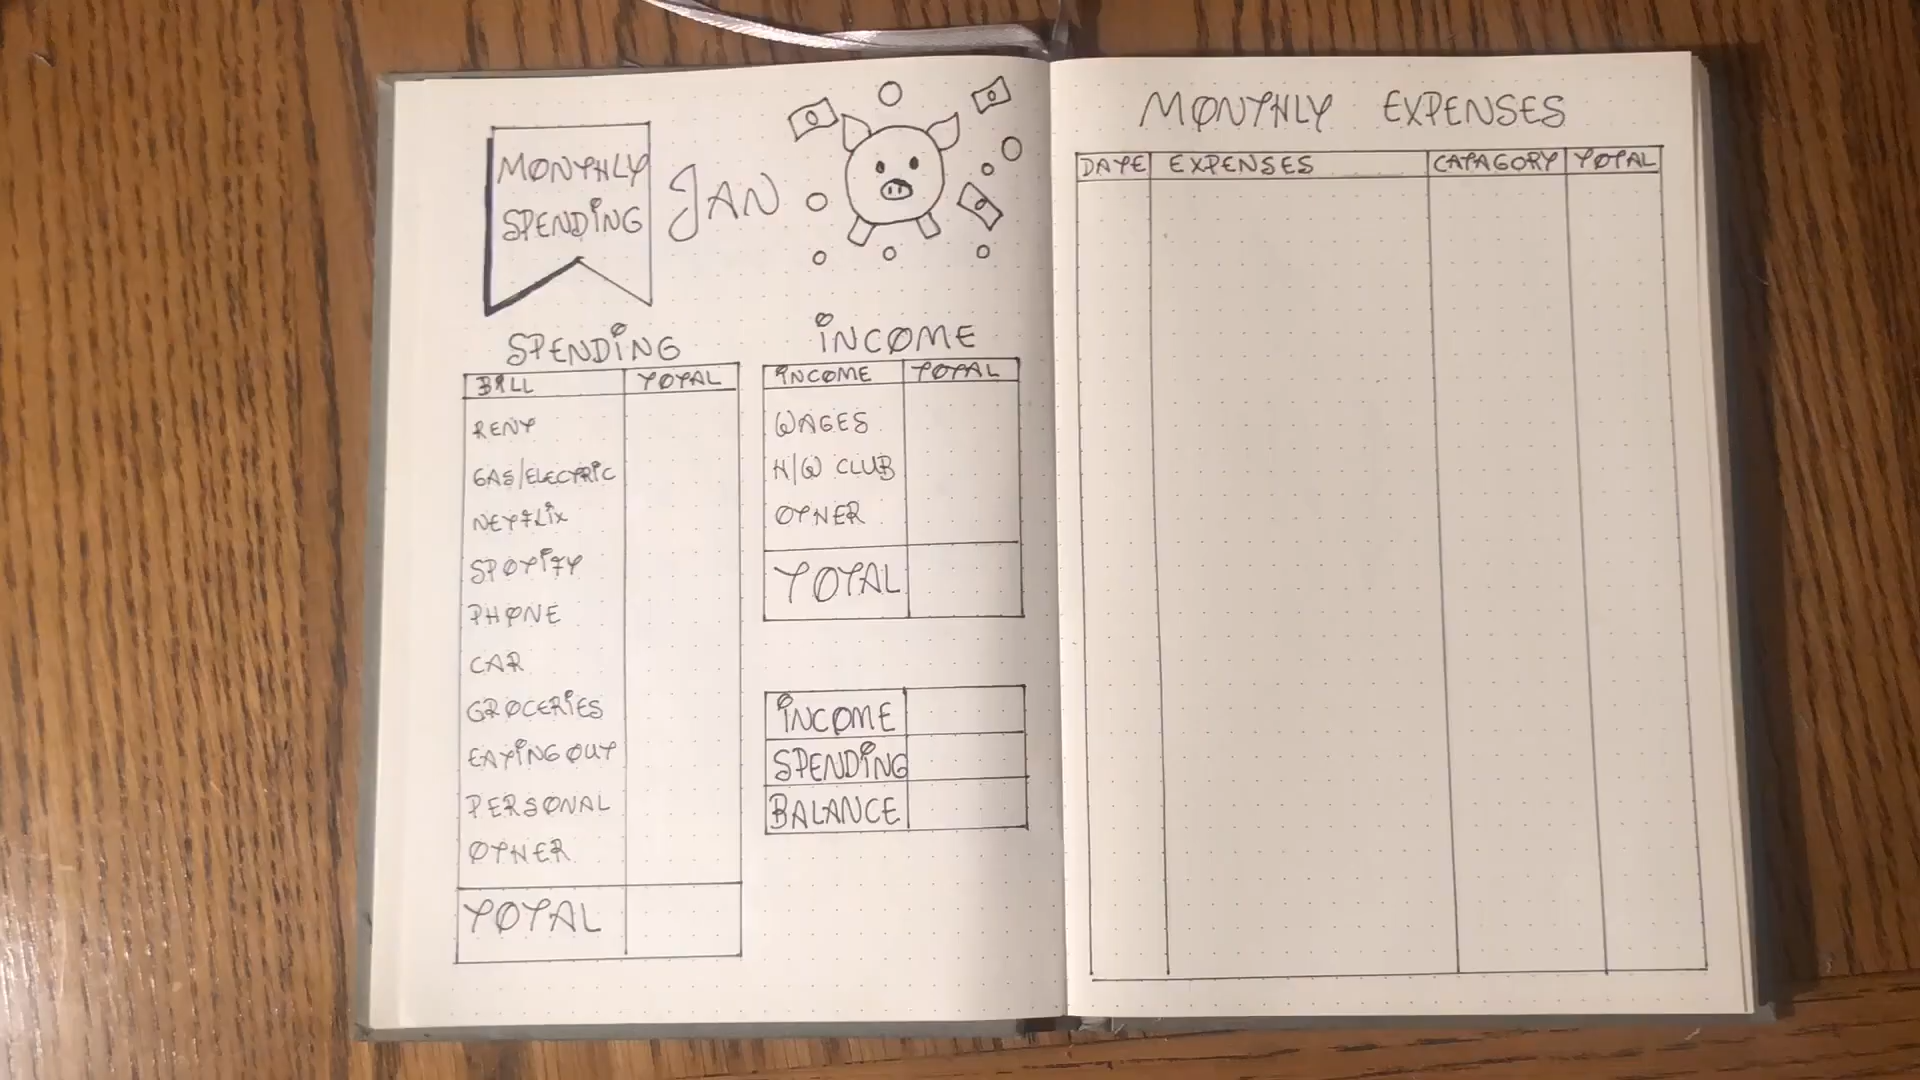 MONTHLY
SPENDING
JAN
SPENDING
BILL TOTAL
RENT
GAS/ELECTRIC
NETFLIX
SPOTIFY
PHONE
CAR
GROCERIES
EATING OUT
PERSONAL
OTHER
TOTAL
INCOME
INCOME TOTAL
WAGES
H/W CLUB
OTHER
TOTAL
INCOME
SPENDING
BALANCE
MONTHLY EXPENSES
DATE EXPENSES CATAGORY TOTAL